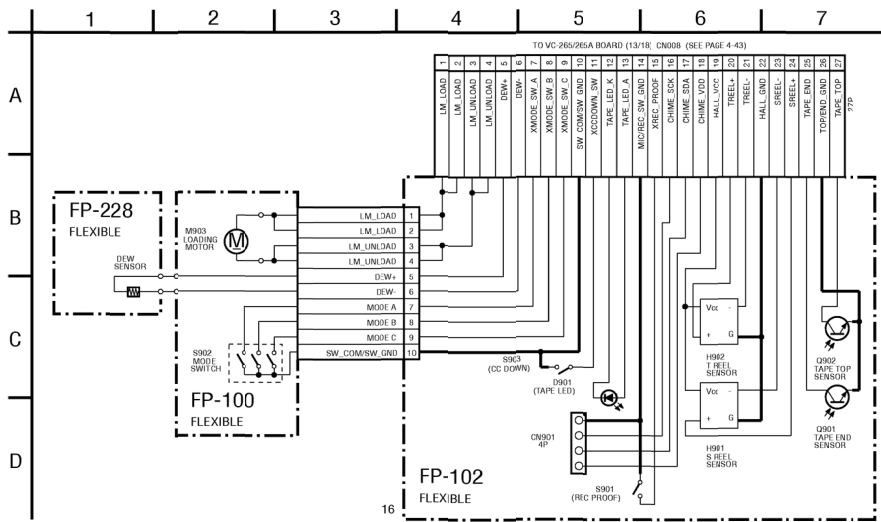 1 2 3 4 5 6 7
TO VC-265/265A BOARD (13/18) CN008 (SEE PAGE 4-43)
A
B
C
D
1 LM_LOAD
2 LM_LOAD
3 LM_UNLOAD
4 LM_UNLOAD
5 DEW+
6 DEW-
7 XMODE_SW_A
8 XMODE_SW_B
9 XMODE_SW_C
10 SW COM/SW GND
11 XCCDOWN_SW
12 TAPE_LED_K
13 TAPE_LED_A
14 MIC/REC_SW_GND
15 XREC_PROOF
16 CHIME_SCK
17 CHIME_SDA
18 CHIME_VDD
19 HALL_VCC
20 TREEL+
21 TREEL-
22 HALL_GND
23 SREEL-
24 SREEL+
25 TAPE_END
26 TOP/END_GND
27 TAPE_TOP
27P
FP-228
FLEXIBLE
DEW
SENSOR
M903
LOADING
MOTOR
M
S902
MODE
SWITCH
FP-100
FLEXIBLE
LM_LOAD 1
LM_LOAD 2
LM_UNLOAD 3
LM_UNLOAD 4
DEW+ 5
DEW- 6
MODE A 7
MODE B 8
MODE C 9
SW_COM/SW_GND 10
S903
(CC DOWN)
D901
(TAPE LED)
CN901
4P
S901
(REC PROOF)
Vcc -
+ G
H902
T REEL
SENSOR
Vcc -
+ G
H901
S REEL
SENSOR
Q902
TAPE TOP
SENSOR
Q901
TAPE END
SENSOR
FP-102
FLEXIBLE
16